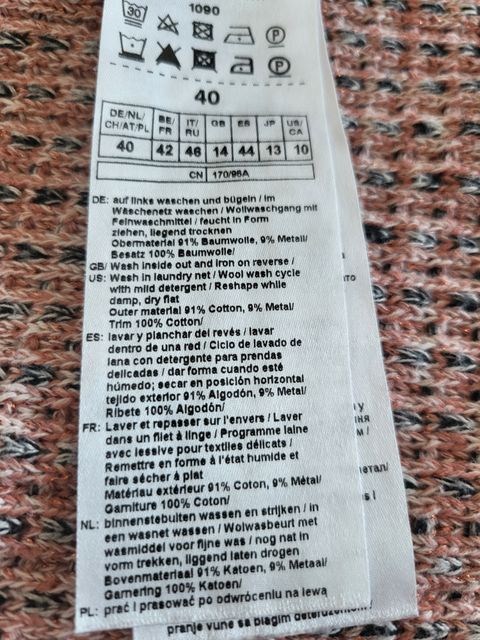 1090
30
P
P
40
DE/NL/ CH/AT/PL BE/ FR IT/ RU GB ES JP US/ CA
40 42 46 14 44 13 10
CN 170/96A
DE: auf links waschen und bügeln / im
Wäschenetz waschen / Wollwaschgang mit
Feinwaschmittel / feucht in Form
ziehen, liegend trocknen
Obermaterial 91% Baumwolle, 9% Metall/
Besatz 100% Baumwolle/
GB/ Wash inside out and iron on reverse /
US: Wash in laundry net / Wool wash cycle
with mild detergent / Reshape while
damp, dry flat
Outer material 91% Cotton, 9% Metal/
Trim 100% Cotton/
ES: lavar y planchar del revés / lavar
dentro de una red / Ciclo de lavado de
lana con detergente para prendas
delicadas / dar forma cuando esté
húmedo; secar en posición horizontal
tejido exterior 91% Algodón, 9% Metal/
Ribete 100% Algodón/
FR: Laver et repasser sur l'envers / Laver
dans un filet à linge / Programme laine
avec lessive pour textiles délicats /
Remettre en forme à l'état humide et
faire sécher à plat
Matériau extérieur 91% Coton, 9% Métal/
Garniture 100% Coton/
NL: binnenstebuiten wassen en strijken / in
een wasnet wassen / Wolwasbeurt met
wasmiddel voor fijne was / nog nat in
vorm trekken, liggend laten drogen
Bovenmateriaal 91% Katoen, 9% Metaal/
Garnering 100% Katoen/
PL: prać i prasować po odwróceniu na lewą
pranje vune sa blagim